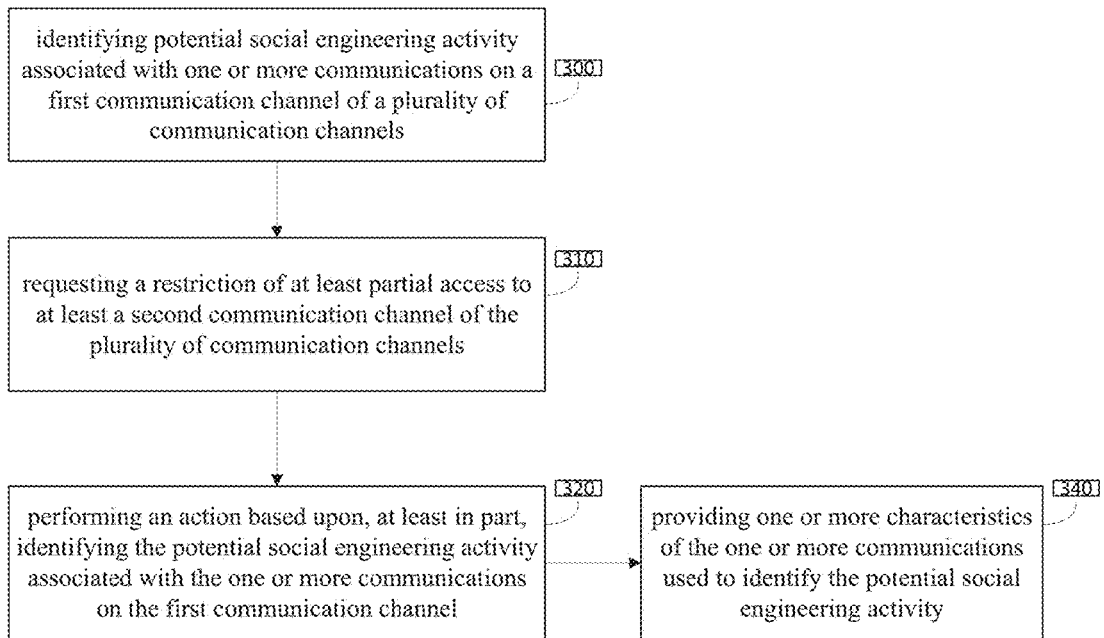 identifying potential social engineering activity
associated with one or more communications on a
first communication channel of a plurality of
communication channels
300
requesting a restriction of at least partial access to
at least a second communication channel of the
plurality of communication channels
310
performing an action based upon, at least in part,
identifying the potential social engineering activity
associated with the one or more communications
on the first communication channel
320
providing one or more characteristics
of the one or more communications
used to identify the potential social
engineering activity
340